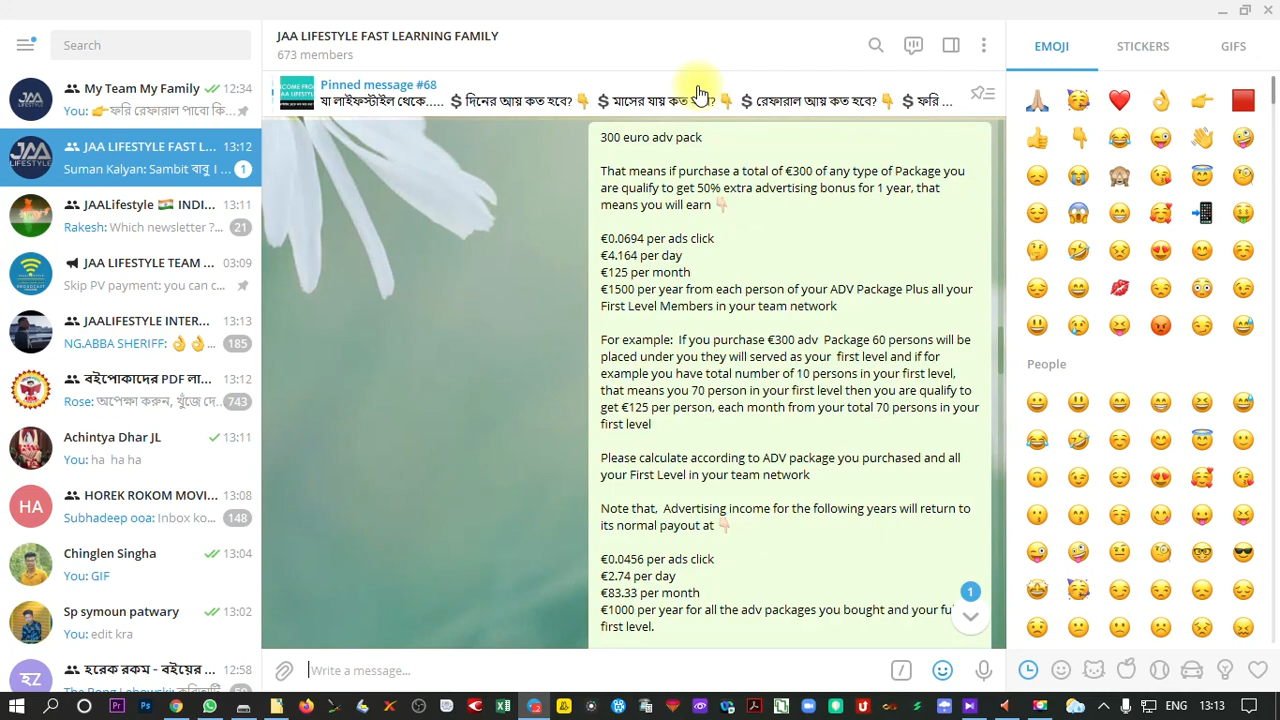 Search
My Team My Family 12:34
You: 👉ফরি রেফারাল পাবো কি...
JAA LIFESTYLE FAST L... 13:12
Suman Kalyan: Sambit বাবু । ... 1
JAALifestyle 🇮🇳 INDI... 13:11
Rakesh: Which newsletter ?... 21
JAA LIFESTYLE TEAM ... 03:09
Skip PV payment: you can c...
JAALIFESTYLE INTER... 13:13
NG.ABBA SHERIFF: 👌👌... 185
বইপোকাদের PDF লা... 13:12
Rose: অপেক্ষা করুন, খুঁজে দে... 743
Achintya Dhar JL 13:11
You: ha ha ha
HA
HOREK ROKOM MOVI... 13:08
Subhadeep ooa: Inbox ko... 148
Chinglen Singha 13:04
You: GIF
Sp symoun patwary 13:02
You: edit kra
হZ
হরেক রকম - বইয়ের ... 12:58
JAA LIFESTYLE FAST LEARNING FAMILY
673 members
Pinned message #68
যা লাইফস্টাইল থেকে..... $ দিনের আয় কত হবে? 👇 $ মাসের যায় কত হবে? 👇 $ রেফারাল আয় কত হবে? 👇 $ ফরি ...
300 euro adv pack
That means if purchase a total of €300 of any type of Package you
are qualify to get 50% extra advertising bonus for 1 year, that
means you will earn 👇🏻
€0.0694 per ads click
€4.164 per day
€125 per month
€1500 per year from each person of your ADV Package Plus all your
First Level Members in your team network
For example: If you purchase €300 adv Package 60 persons will be
placed under you they will served as your first level and if for
example you have total number of 10 persons in your first level,
that means you 70 person in your first level then you are qualify to
get €125 per person, each month from your total 70 persons in your
first level
Please calculate according to ADV package you purchased and all
your First Level in your team network
Note that, Advertising income for the following years will return to
its normal payout at 👇🏻
€0.0456 per ads click
€2.74 per day
€83.33 per month
€1000 per year for all the adv packages you bought and your fu
first level.
1
Write a message...
EMOJI STICKERS GIFS
People
ENG 13:13